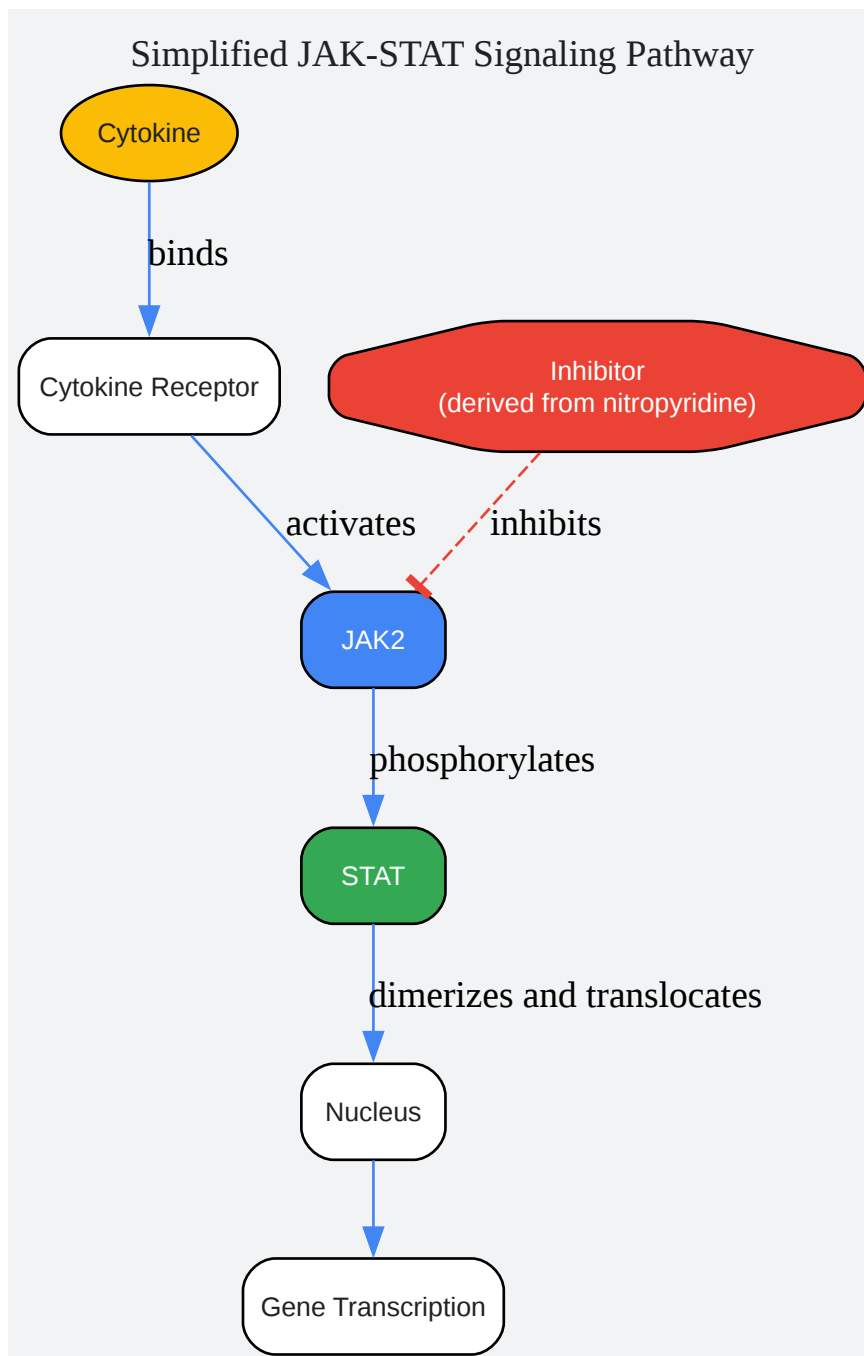 Simplified JAK-STAT Signaling Pathway
Cytokine
binds
Cytokine Receptor
Inhibitor
(derived from nitropyridine)
activates
inhibits
JAK2
phosphorylates
STAT
dimerizes and translocates
Nucleus
Gene Transcription